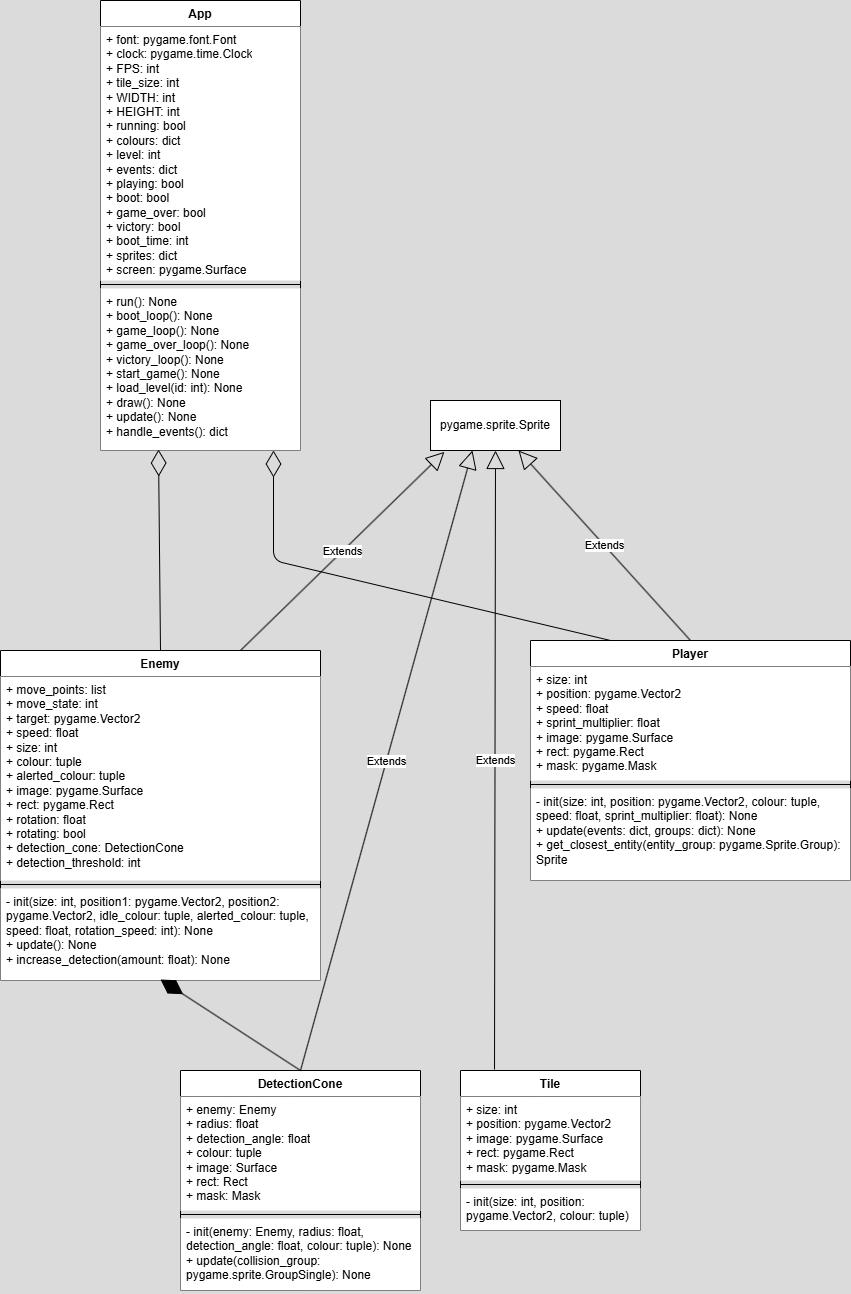 App
+ font: pygame.font.Font
+ clock: pygame.time.Clock
+ FPS: int
+ tile_size: int
+ WIDTH: int
+ HEIGHT: int
+ running: bool
+ colours: dict
+ level: int
+ events: dict
+ playing: bool
+ boot: bool
+ game_over: bool
+ victory: bool
+ boot_time: int
+ sprites: dict
+ screen: pygame.Surface
+ run(): None
+ boot_loop(): None
+ game_loop(): None
+ game_over_loop(): None
+ victory_loop(): None
+ start_game(): None
+ load_level(id: int): None
+ draw(): None
+ update(): None
+ handle_events(): dict
pygame.sprite.Sprite
Extends
Extends
Extends
Extends
Enemy
+ move_points: list
+ move_state: int
+ target: pygame.Vector2
+ speed: float
+ size: int
+ colour: tuple
+ alerted_colour: tuple
+ image: pygame.Surface
+ rect: pygame.Rect
+ rotation: float
+ rotating: bool
+ detection_cone: DetectionCone
+ detection_threshold: int
- init(size: int, position1: pygame.Vector2, position2:
pygame.Vector2, idle_colour: tuple, alerted_colour: tuple,
speed: float, rotation_speed: int): None
+ update(): None
+ increase_detection(amount: float): None
Player
+ size: int
+ position: pygame.Vector2
+ speed: float
+ sprint_multiplier: float
+ image: pygame.Surface
+ rect: pygame.Rect
+ mask: pygame.Mask
- init(size: int, position: pygame.Vector2, colour: tuple,
speed: float, sprint_multiplier: float): None
+ update(events: dict, groups: dict): None
+ get_closest_entity(entity_group: pygame.Sprite.Group):
Sprite
DetectionCone
+ enemy: Enemy
+ radius: float
+ detection_angle: float
+ colour: tuple
+ image: Surface
+ rect: Rect
+ mask: Mask
- init(enemy: Enemy, radius: float,
detection_angle: float, colour: tuple): None
+ update(collision_group:
pygame.sprite.GroupSingle): None
Tile
+ size: int
+ position: pygame.Vector2
+ image: pygame.Surface
+ rect: pygame.Rect
+ mask: pygame.Mask
- init(size: int, position:
pygame.Vector2, colour: tuple)